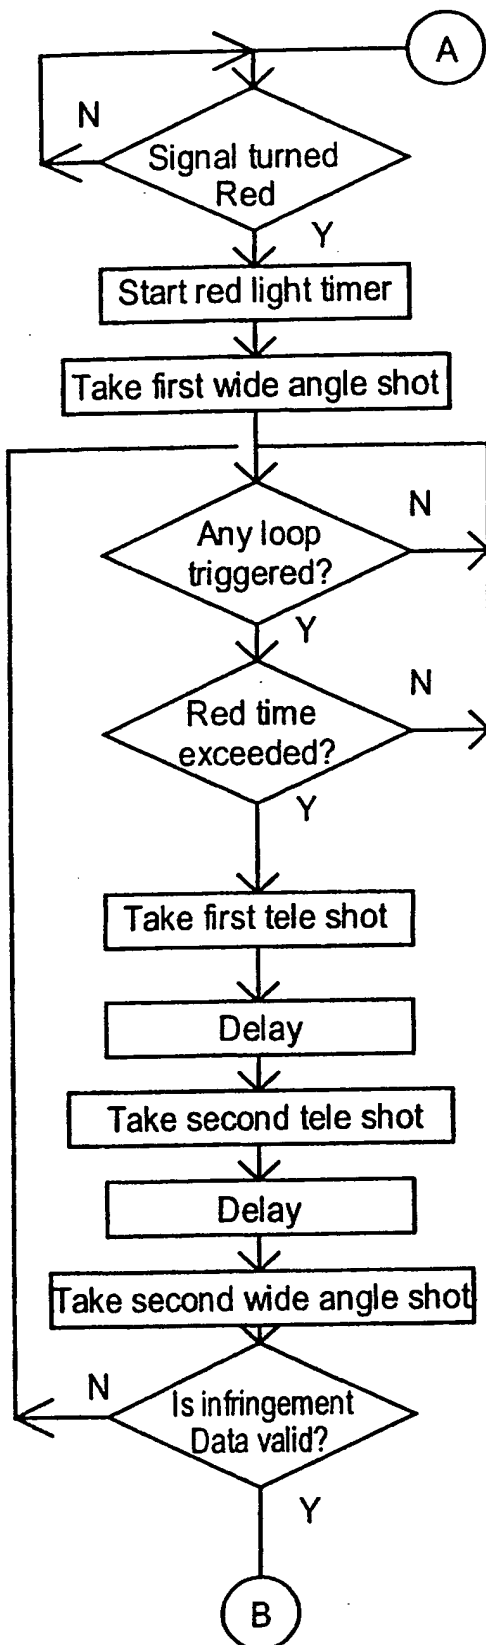 A
N
Signal turned
Red
Y
Start red light timer
Take first wide angle shot
N
Any loop
triggered?
Y
N
Red time
exceeded?
Y
Take first tele shot
Delay
Take second tele shot
Delay
Take second wide angle shot
N
Is infringement
Data valid?
Y
B